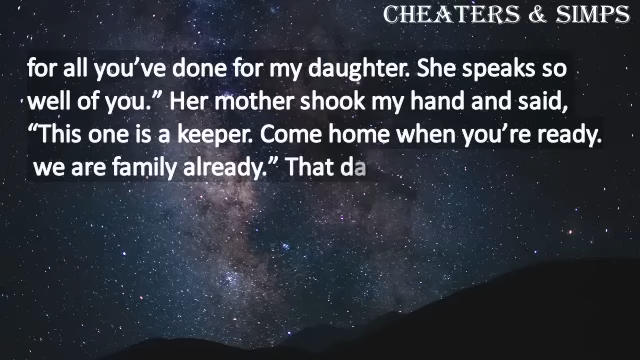 CHEATERS & SIMPS
for all you’ve done for my daughter. She speaks so
well of you.” Her mother shook my hand and said,
“This one is a keeper. Come home when you’re ready.
we are family already.” That da